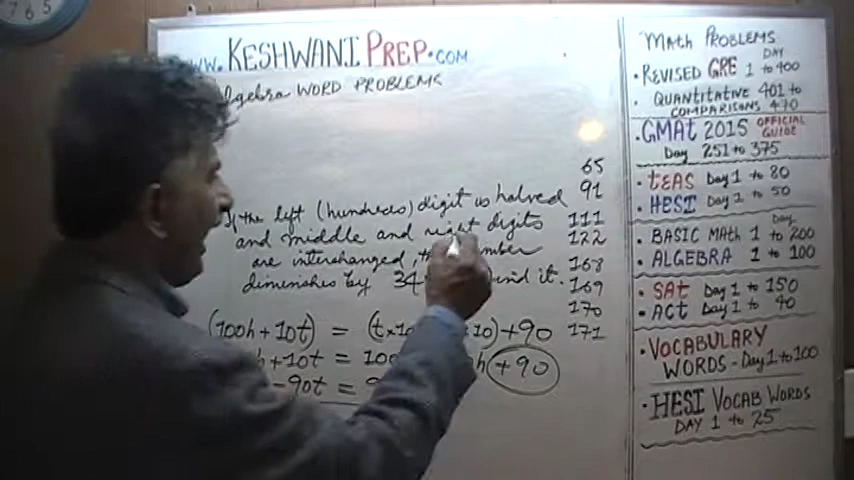 765
WWW.KESHWANIPREP.COM
Algebra WORD PROBLEMS
If the left (hundreds) digit is halved
and middle and right digits
are interchanged,
diminishes by 34 it.
(100h+10t) = +90
+10t = +90
-90t =
65
91
111
122
168
169
170
171
Math PROBLEMS
DAY
• REVISED GRE 1 to 400
• QUANTITATIVE 401 to
COMPARISONS 470
• GMAt 2015 OFFICIAL GUIDE
Day 251 to 375
• tEAS Day 1 to 80
• HESI Day 1 to 50
Day
• BASIC Math 1 to 200
• ALGEBRA 1 to 100
• SAt Day 1 to 150
• ACt Day 1 to 40
• VOCABULARY
WORDS - Day 1 to 100
• HESI VOCAB WORDS
DAY 1 to 25